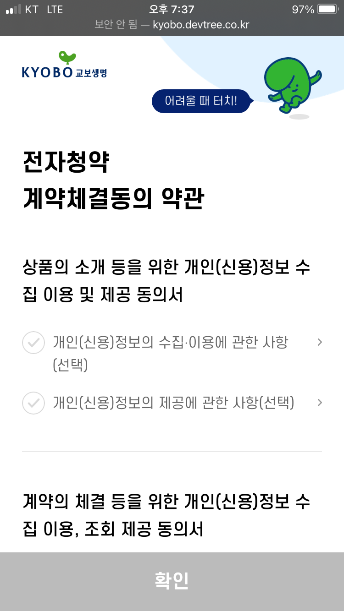 KT LTE 오후 7:37 97%
보안 안 됨 — kyobo.devtree.co.kr
KYOBO 교보생명
어려울 때 터치!
전자청약
계약체결동의 약관
상품의 소개 등을 위한 개인(신용)정보 수
집 이용 및 제공 동의서
개인(신용)정보의 수집·이용에 관한 사항
(선택)
개인(신용)정보의 제공에 관한 사항(선택)
계약의 체결 등을 위한 개인(신용)정보 수
집 이용, 조회 제공 동의서
확인